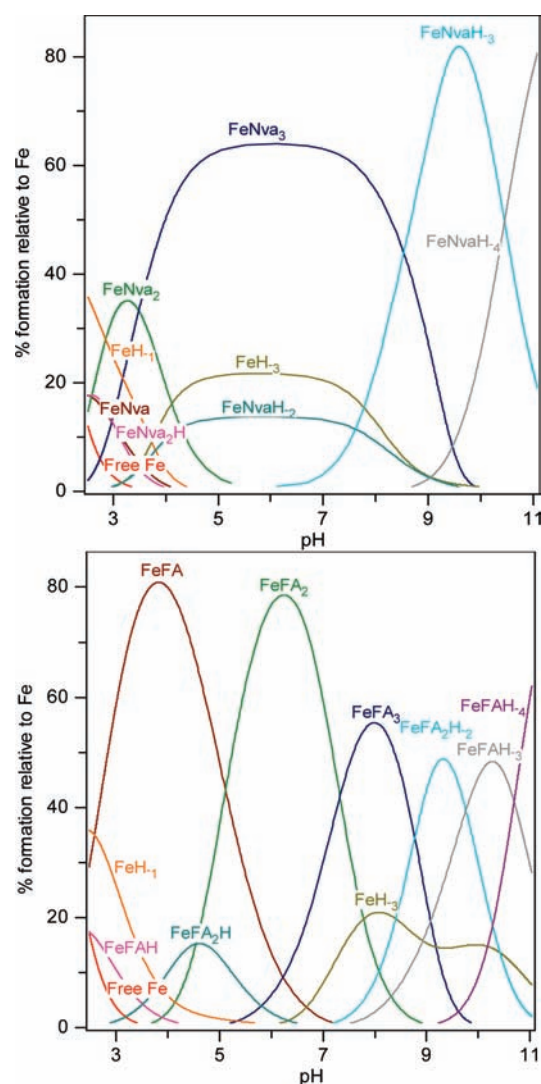 % formation relative to Fe
80
60
40
20
0
FeNvaH₋₃
FeNva₃
FeNvaH₋₄
FeNva₂
FeH₋₁
FeH₋₃
FeNva
FeNvaH₋₂
FeNva₂H
Free Fe
3 5 7 9 11
pH
% formation relative to Fe
80
60
40
20
0
FeFA
FeFA₂
FeFA₃
FeFAH₋₄
FeFA₂H₋₂
FeFAH₋₃
FeH₋₁
FeH₋₃
FeFA₂H
FeFAH
Free Fe
3 5 7 9 11
pH